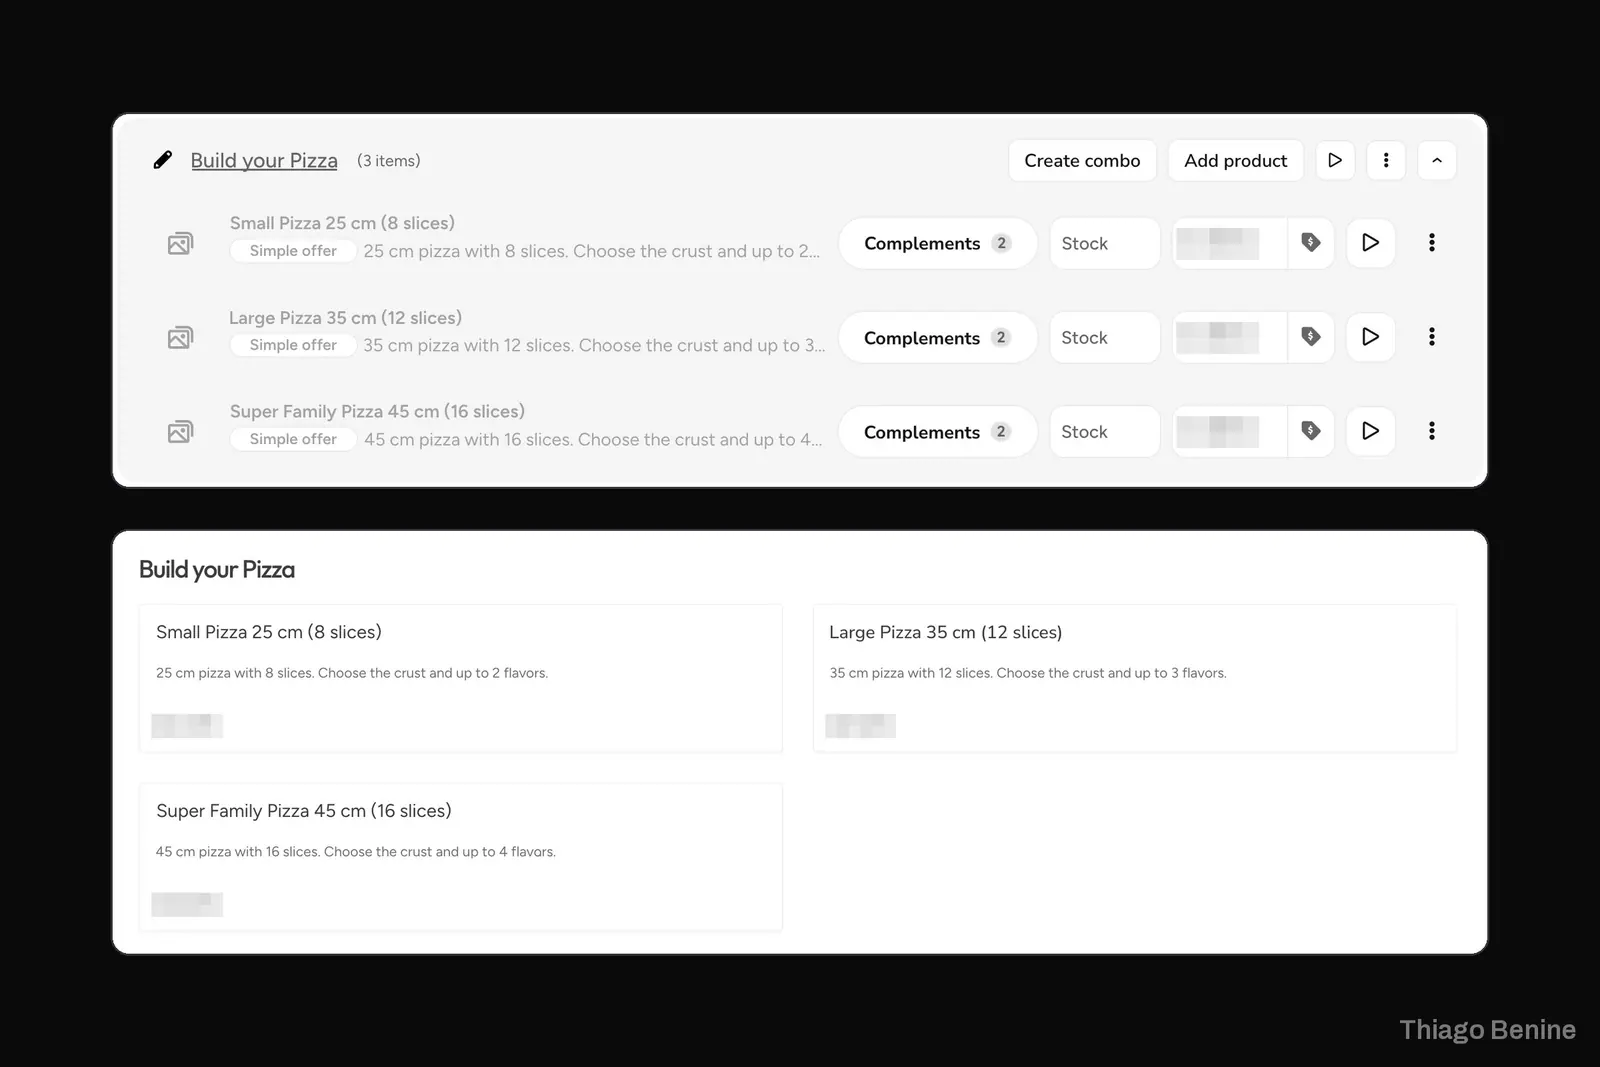 Build your Pizza (3 items) Create combo Add product
Small Pizza 25 cm (8 slices)
Simple offer 25 cm pizza with 8 slices. Choose the crust and up to 2... Complements 2 Stock
Large Pizza 35 cm (12 slices)
Simple offer 35 cm pizza with 12 slices. Choose the crust and up to 3... Complements 2 Stock
Super Family Pizza 45 cm (16 slices)
Simple offer 45 cm pizza with 16 slices. Choose the crust and up to 4... Complements 2 Stock
Build your Pizza
Small Pizza 25 cm (8 slices)
25 cm pizza with 8 slices. Choose the crust and up to 2 flavors.
Large Pizza 35 cm (12 slices)
35 cm pizza with 12 slices. Choose the crust and up to 3 flavors.
Super Family Pizza 45 cm (16 slices)
45 cm pizza with 16 slices. Choose the crust and up to 4 flavors.
Thiago Benine